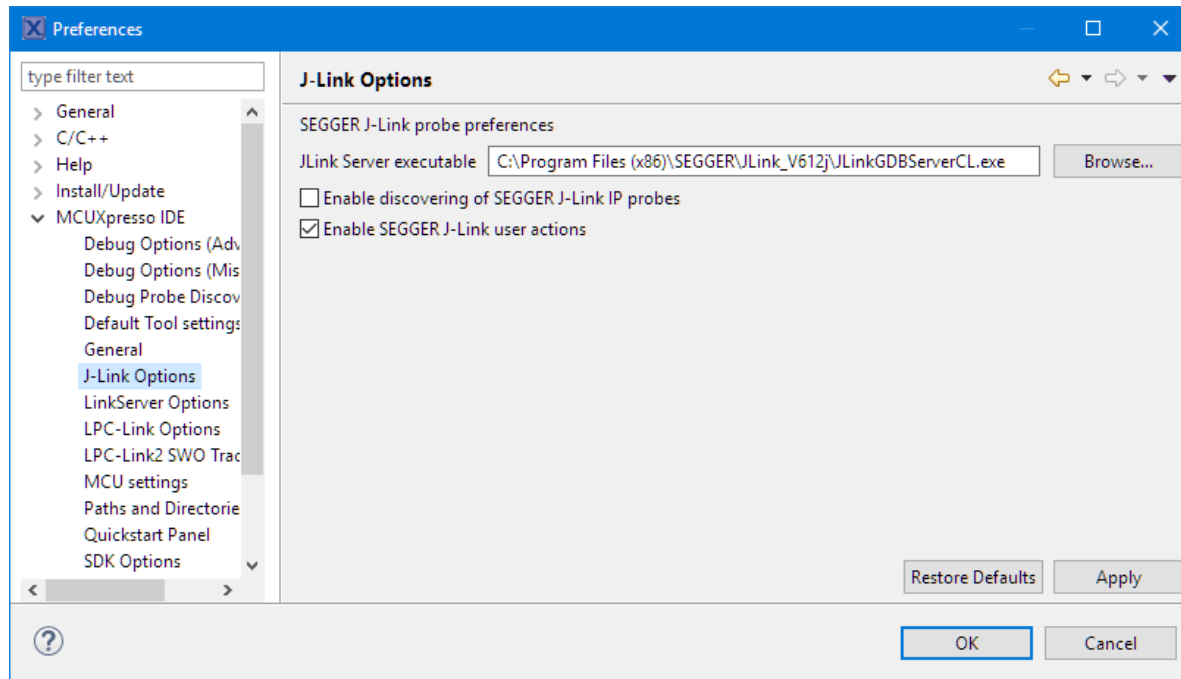 Preferences
type filter text
General
C/C++
Help
Install/Update
MCUXpresso IDE
Debug Options (Adv
Debug Options (Mis
Debug Probe Discov
Default Tool settings
General
J-Link Options
LinkServer Options
LPC-Link Options
LPC-Link2 SWO Trac
MCU settings
Paths and Directorie
Quickstart Panel
SDK Options
J-Link Options
SEGGER J-Link probe preferences
JLink Server executable C:\Program Files (x86)\SEGGER\JLink_V612j\JLinkGDBServerCL.exe Browse...
Enable discovering of SEGGER J-Link IP probes
Enable SEGGER J-Link user actions
Restore Defaults Apply
OK Cancel